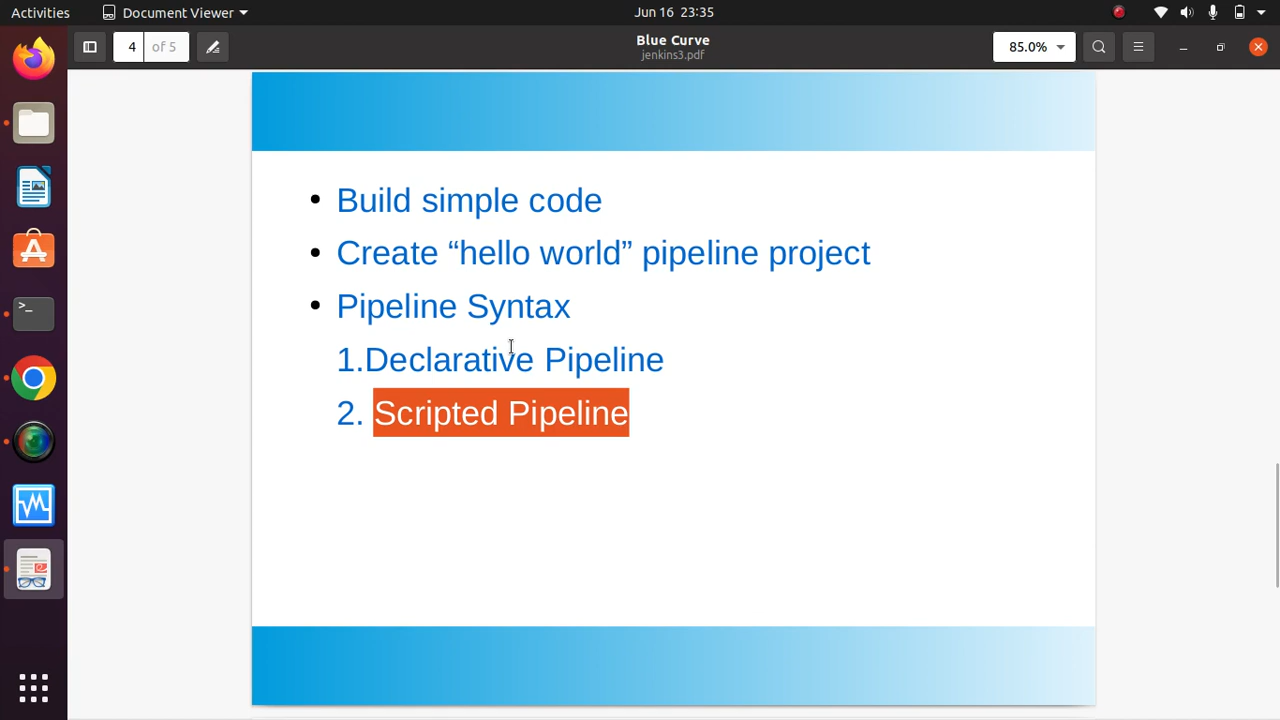 Activities
Document Viewer
Jun 16 23:35
4 of 5
Blue Curve
jenkins3.pdf
85.0%
• Build simple code
• Create “hello world” pipeline project
• Pipeline Syntax
1.Declarative Pipeline
2. Scripted Pipeline